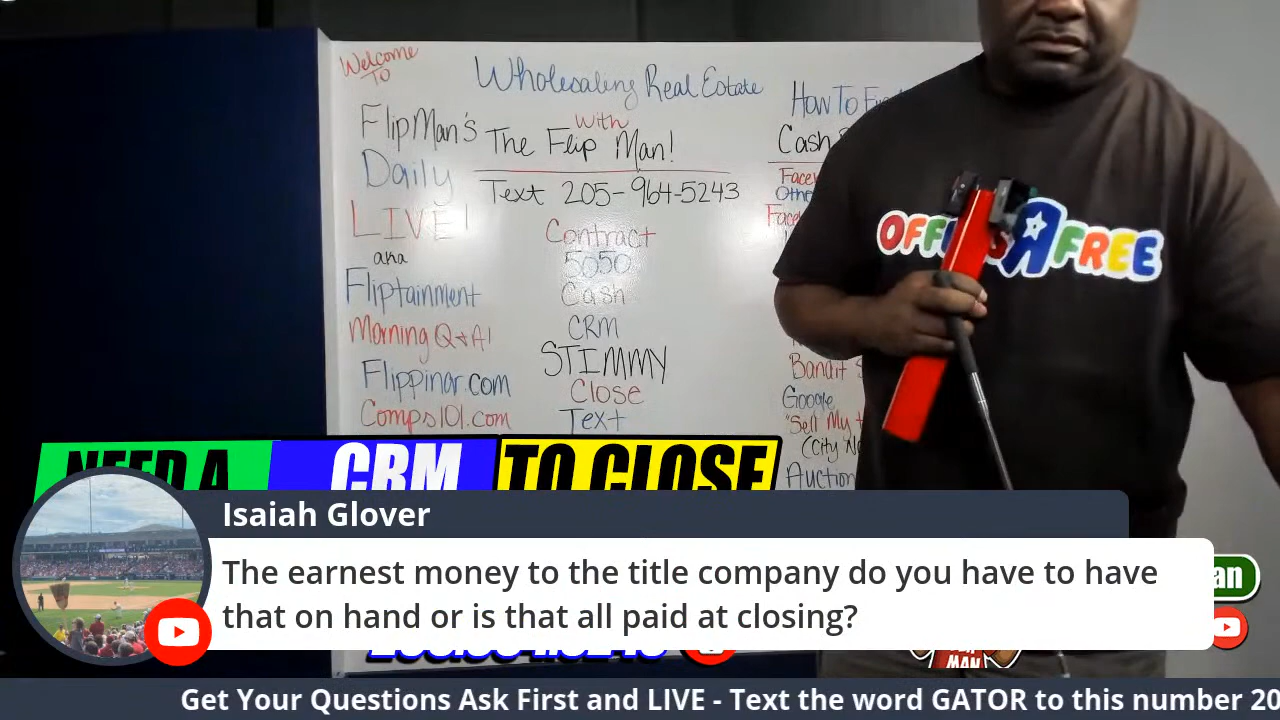 Welcome
To
FlipMan's
Daily
LIVE!
aka
Fliptainment
Morning Q+A!
Flippinar.com
Comps101.com
Wholesaling Real Estate
with
The Flip Man!
Text 205-964-5243
Contract
5050
Cash
CRM
STIMMY
Close
Text
How To
Cash
Bandit
Google
"Sell My
(City
Auction
FREE
NEED A CRM TO CLOSE
Isaiah Glover
The earnest money to the title company do you have to have
that on hand or is that all paid at closing?
MAN
Get Your Questions Ask First and LIVE - Text the word GATOR to this number 20